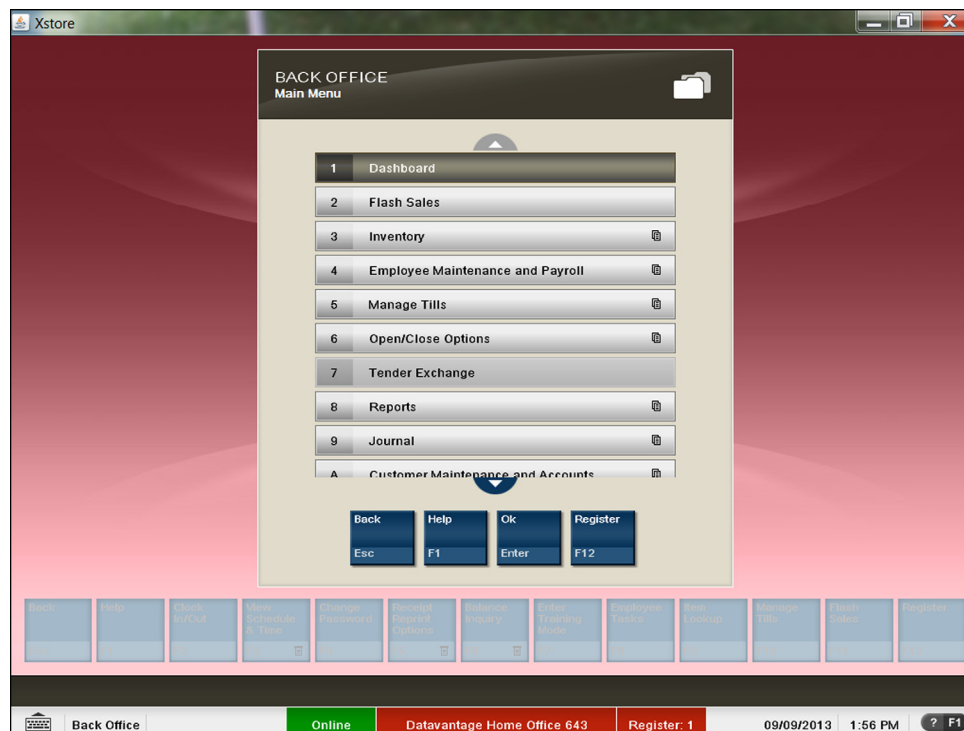 Xstore
BACK OFFICE
Main Menu
1 Dashboard
2 Flash Sales
3 Inventory
4 Employee Maintenance and Payroll
5 Manage Tills
6 Open/Close Options
7 Tender Exchange
8 Reports
9 Journal
A Customer Maintenance and Accounts
Back Help Ok Register
Esc F1 Enter F12
Back Help Clock View Change Receipt Balance Enter Employee Item Manage Flash Register
In/Out Schedule Password Reprint Inquiry Training Tasks Lookup Tills Sales
& Time Options Mode
Back Office Online Datavantage Home Office 643 Register: 1 09/09/2013 1:56 PM ? F1